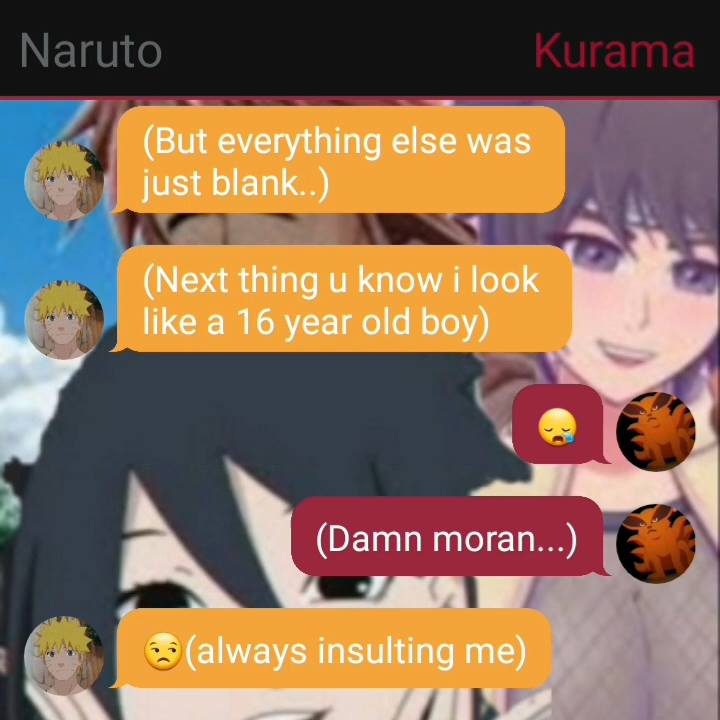 Naruto
Kurama
(But everything else was
just blank..)
(Next thing u know i look
like a 16 year old boy)
😪
(Damn moran...)
😒(always insulting me)